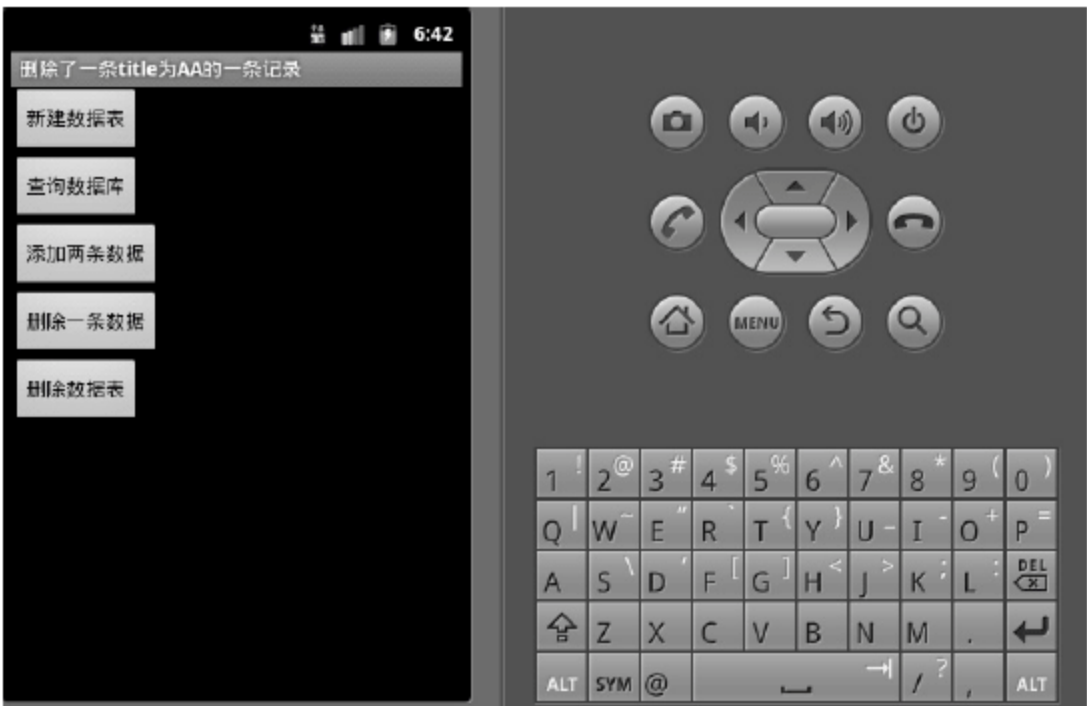 6:42
删除了一条title为AA的一条记录
新建数据表
查询数据库
添加两条数据
删除一条数据
删除数据表
MENU
1 ! 2 @ 3 # 4 $ 5 % 6 ^ 7 & 8 * 9 ( 0 )
Q | W ~ E " R ` T { Y } U _ I - O + P =
A S \ D ' F [ G ] H < J > K ; L : DEL
Z X C V B N M .
ALT SYM @ / ? , ALT